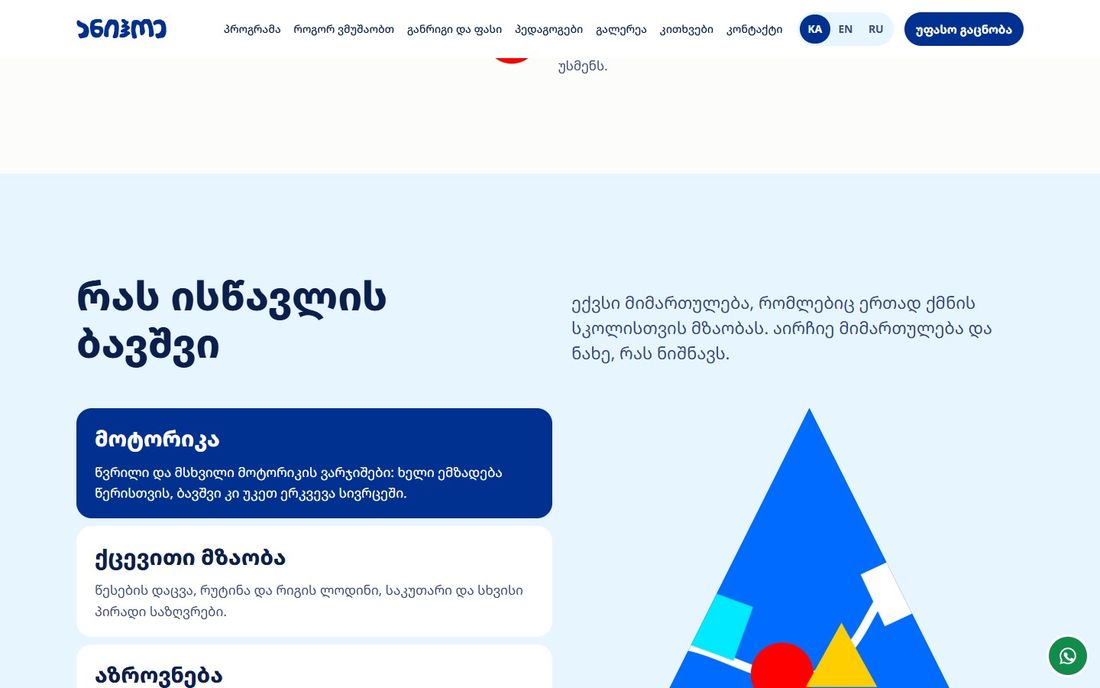 ანიჰოე
პროგრამა როგორ ვმუშაობთ განრიგი და ფასი პედაგოგები გალერეა კითხვები კონტაქტი KA EN RU უფასო გაცნობა
უსმენს.
რას ისწავლის
ბავშვი
ექვსი მიმართულება, რომლებიც ერთად ქმნის
სკოლისთვის მზაობას. აირჩიე მიმართულება და
ნახე, რას ნიშნავს.
მოტორიკა
წვრილი და მსხვილი მოტორიკის ვარჯიშები: ხელი ემზადება
წერისთვის, ბავშვი კი უკეთ ერკვევა სივრცეში.
ქცევითი მზაობა
წესების დაცვა, რუტინა და რიგის ლოდინი, საკუთარი და სხვისი
პირადი საზღვრები.
აზროვნება